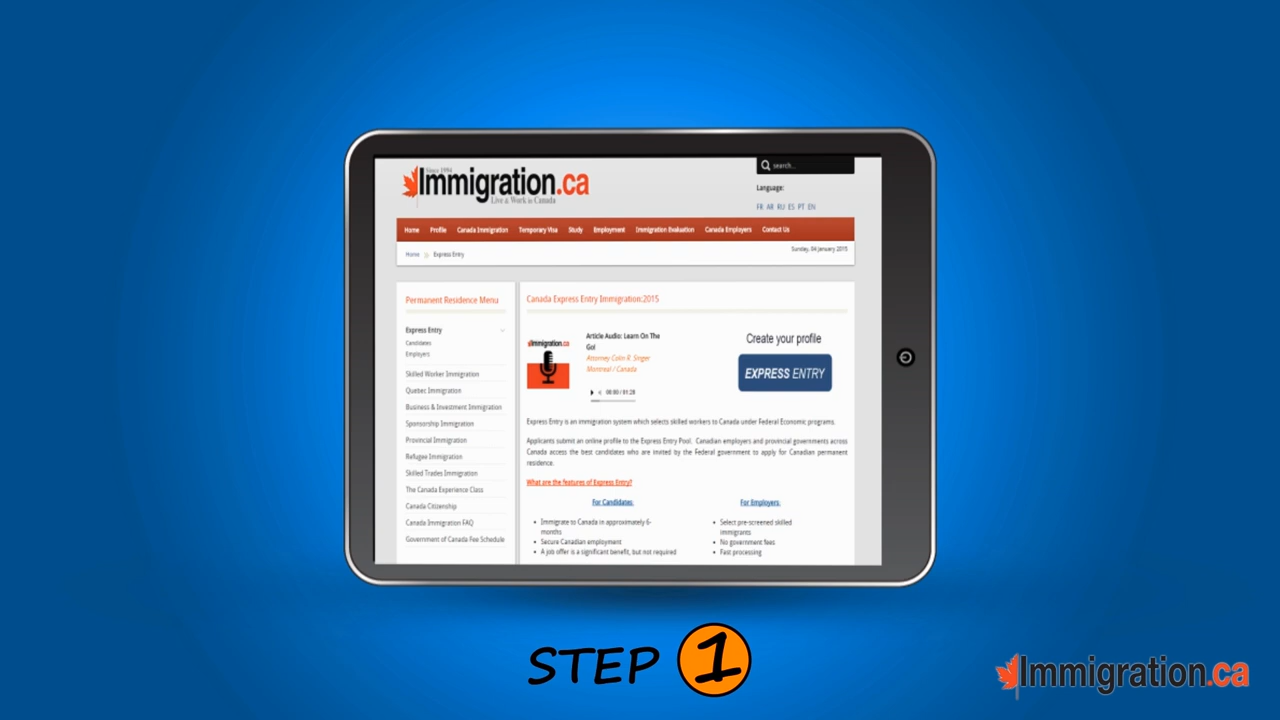 Since 1994
Immigration.ca
Live & Work in Canada
search...
Language:
FR AR RU ES PT EN
Home Profile Canada Immigration Temporary Visa Study Employment Immigration Evaluation Canada Employers Contact Us
Home Express Entry
Sunday, 04 January 2015
Permanent Residence Menu
Express Entry
Candidates
Employers
Skilled Worker Immigration
Quebec Immigration
Business & Investment Immigration
Sponsorship Immigration
Provincial Immigration
Refugee Immigration
Skilled Trades Immigration
The Canada Experience Class
Canada Citizenship
Canada Immigration FAQ
Government of Canada Fee Schedule
Canada Express Entry Immigration:2015
Immigration.ca
Article Audio: Learn On The
Go!
Attorney Colin R. Singer
Montreal / Canada
00:00 / 01:28
Create your profile
EXPRESS ENTRY
Express Entry is an immigration system which selects skilled workers to Canada under Federal Economic programs.
Applicants submit an online profile to the Express Entry Pool. Canadian employers and provincial governments across
Canada access the best candidates who are invited by the Federal government to apply for Canadian permanent
residence.
What are the features of Express Entry?
For Candidates
• Immigrate to Canada in approximately 6-
months
• Secure Canadian employment
• A job offer is a significant benefit, but not required
For Employers
• Select pre-screened skilled
immigrants
• No government fees
• Fast processing
STEP 1
Immigration.ca